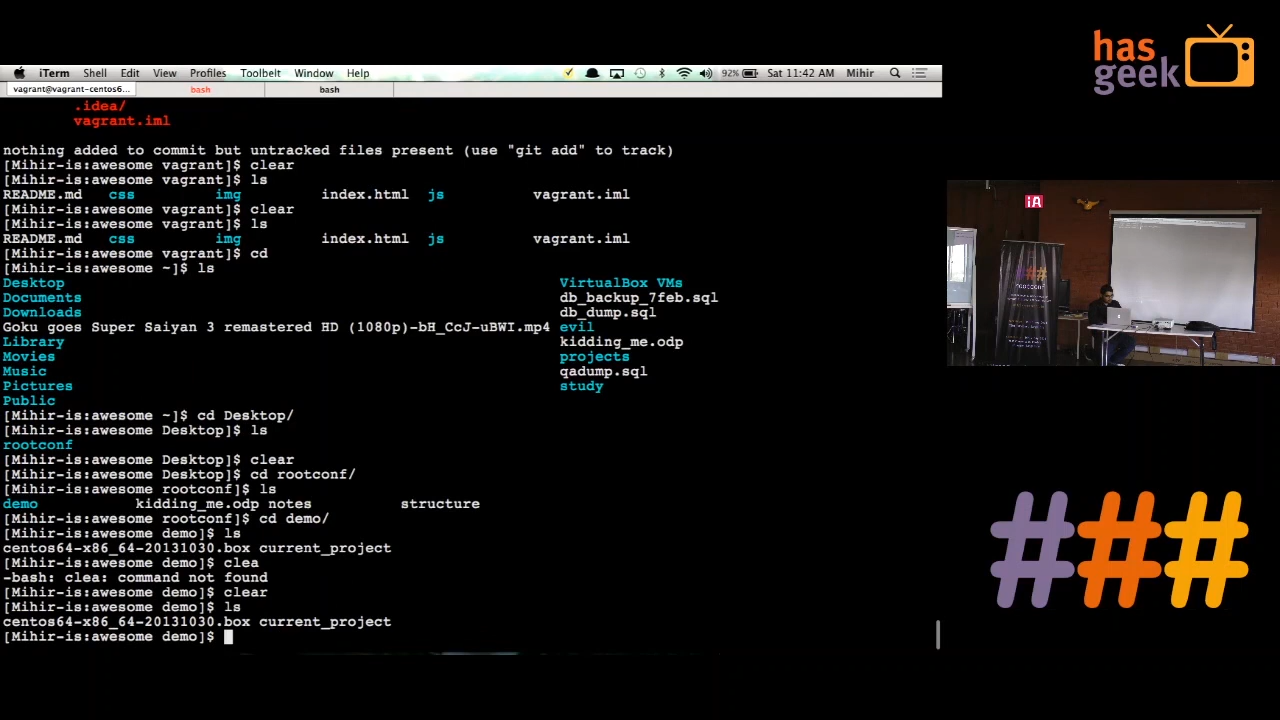 has
geek
iTerm Shell Edit View Profiles Toolbelt Window Help 92% Sat 11:42 AM Mihir
vagrant@vagrant-centos6... bash bash
.idea/
vagrant.iml
nothing added to commit but untracked files present (use "git add" to track)
[Mihir-is:awesome vagrant]$ clear
[Mihir-is:awesome vagrant]$ ls
README.md css img index.html js vagrant.iml
[Mihir-is:awesome vagrant]$ clear
[Mihir-is:awesome vagrant]$ ls
README.md css img index.html js vagrant.iml
[Mihir-is:awesome vagrant]$ cd
[Mihir-is:awesome ~]$ ls
Desktop VirtualBox VMs
Documents db_backup_7feb.sql
Downloads db_dump.sql
Goku goes Super Saiyan 3 remastered HD (1080p)-bH_CcJ-uBWI.mp4 evil
Library kidding_me.odp
Movies projects
Music qadump.sql
Pictures study
Public
[Mihir-is:awesome ~]$ cd Desktop/
[Mihir-is:awesome Desktop]$ ls
rootconf
[Mihir-is:awesome Desktop]$ clear
[Mihir-is:awesome Desktop]$ cd rootconf/
[Mihir-is:awesome rootconf]$ ls
demo kidding_me.odp notes structure
[Mihir-is:awesome rootconf]$ cd demo/
[Mihir-is:awesome demo]$ ls
centos64-x86_64-20131030.box current_project
[Mihir-is:awesome demo]$ clea
-bash: clea: command not found
[Mihir-is:awesome demo]$ clear
[Mihir-is:awesome demo]$ ls
centos64-x86_64-20131030.box current_project
[Mihir-is:awesome demo]$
iA
###
rootconf
###